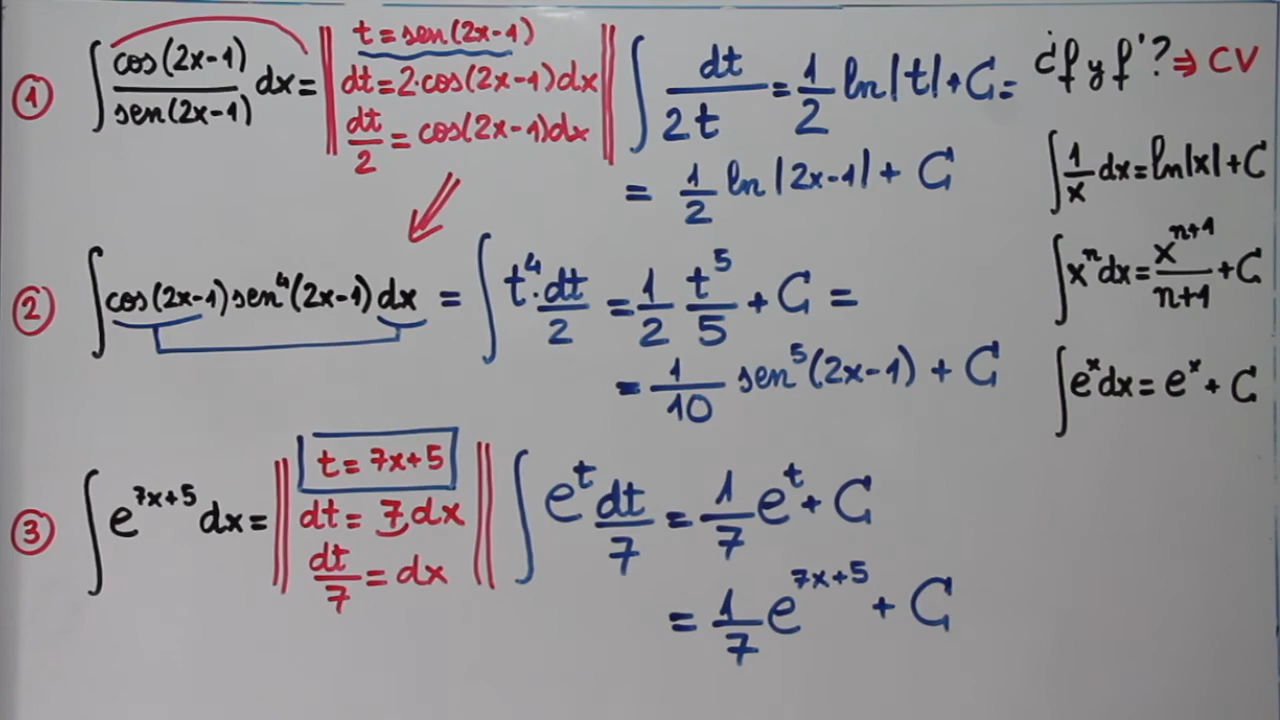 ① ∫ cos(2x-1)/sen(2x-1) dx = || t = sen(2x-1) || ∫ dt/2t = 1/2 ln|t| + C =
dt = 2·cos(2x-1)dx
dt/2 = cos(2x-1)dx
= 1/2 ln|2x-1| + C
② ∫ cos(2x-1) sen⁴(2x-1) dx = ∫ t⁴·dt/2 = 1/2 t⁵/5 + C =
= 1/10 sen⁵(2x-1) + C
③ ∫ e^(7x+5) dx = || t = 7x+5 || ∫ e^t dt/7 = 1/7 e^t + C
dt = 7dx
dt/7 = dx
= 1/7 e^(7x+5) + C
¿f y f'? ⇒ CV
∫ 1/x dx = ln|x| + C
∫ xⁿ dx = x^(n+1)/(n+1) + C
∫ eˣ dx = eˣ + C